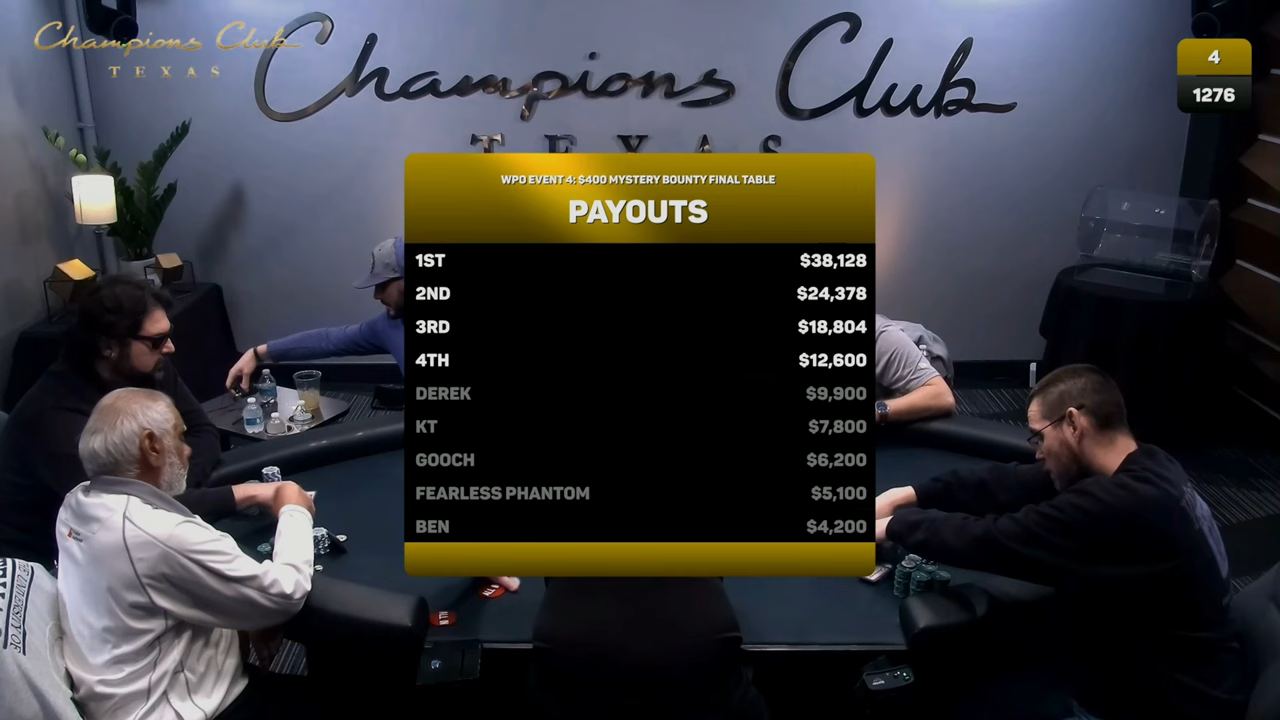 Champions Club
TEXAS
Champions Club
TEXAS
4
1276
WPO EVENT 4: $400 MYSTERY BOUNTY FINAL TABLE
PAYOUTS
1ST $38,128
2ND $24,378
3RD $18,804
4TH $12,600
DEREK $9,900
KT $7,800
GOOCH $6,200
FEARLESS PHANTOM $5,100
BEN $4,200